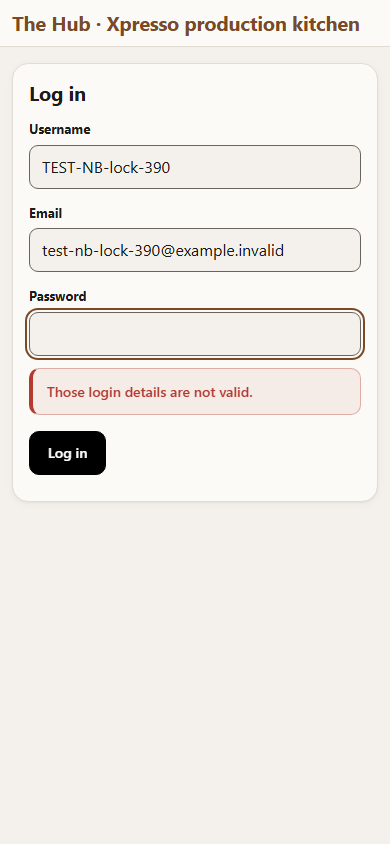 The Hub · Xpresso production kitchen
Log in
Username
TEST-NB-lock-390
Email
test-nb-lock-390@example.invalid
Password
Those login details are not valid.
Log in